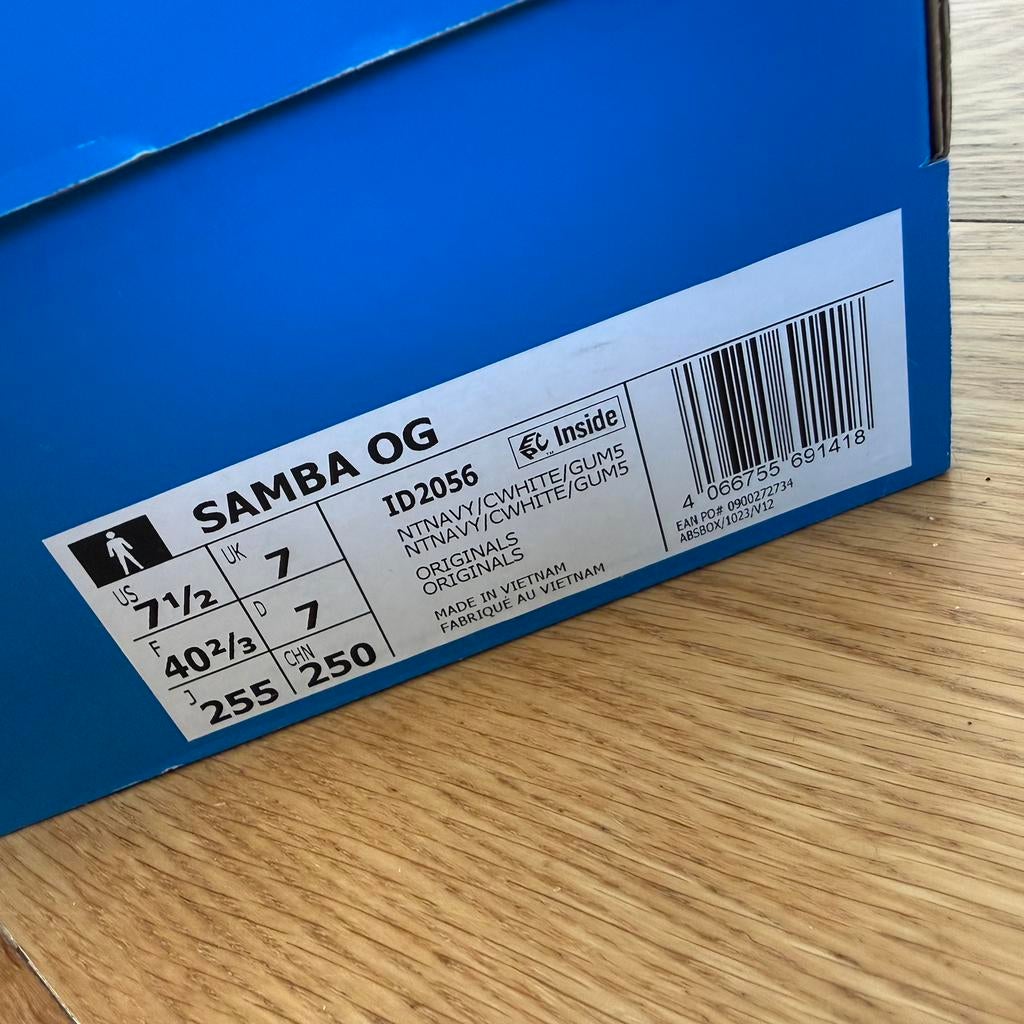 SAMBA OG
US 7 1/2
UK 7
F 40 2/3
D 7
J 255
CHN 250
ID2056
Inside
™
NTNAVY/CWHITE/GUM5
NTNAVY/CWHITE/GUM5
ORIGINALS
ORIGINALS
MADE IN VIETNAM
FABRIQUÉ AU VIETNAM
4 066755 691418
EAN PO# 0900272734
ABSBOX/1023/V12